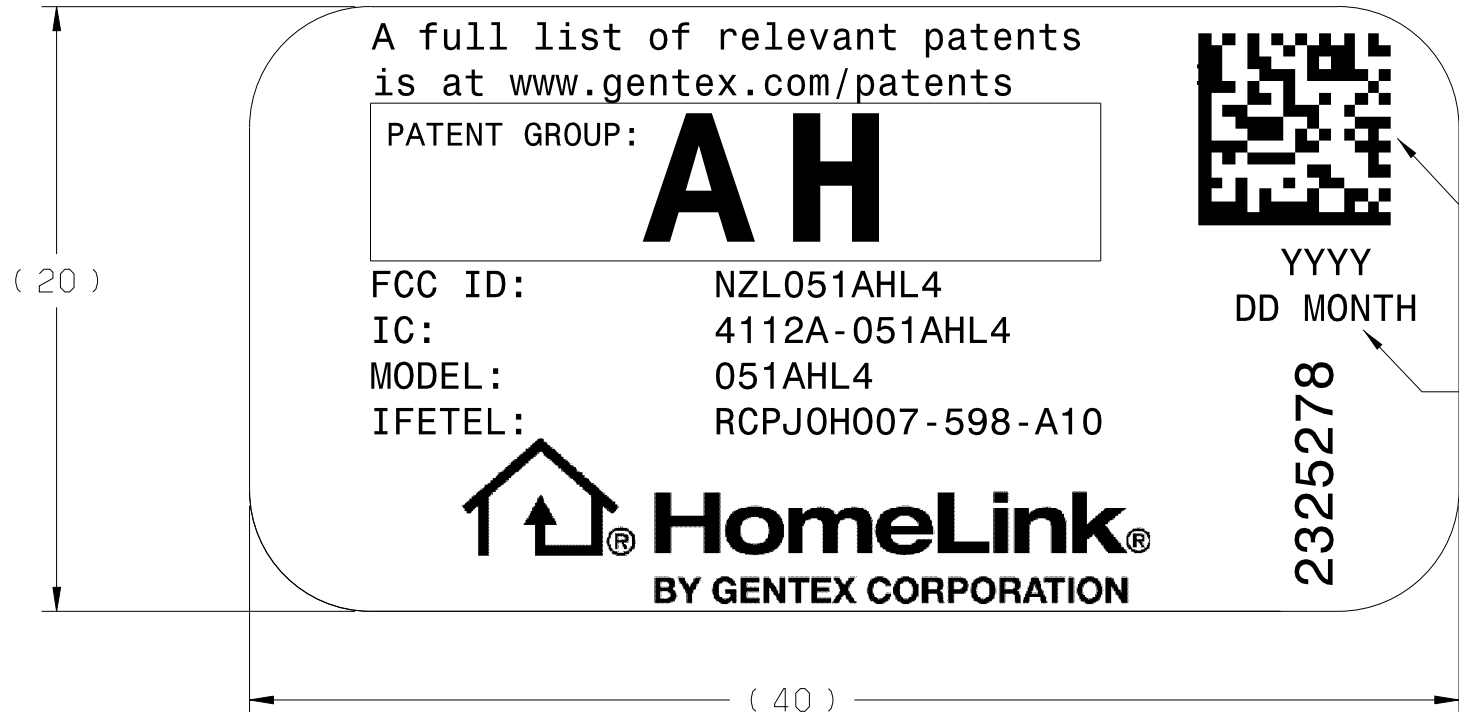 A full list of relevant patents
is at www.gentex.com/patents
PATENT GROUP: AH
FCC ID: NZL051AHL4
IC: 4112A-051AHL4
MODEL: 051AHL4
IFETEL: RCPJOHO07-598-A10
® HomeLink®
BY GENTEX CORPORATION
YYYY
DD MONTH
2325278
(20)
(40)